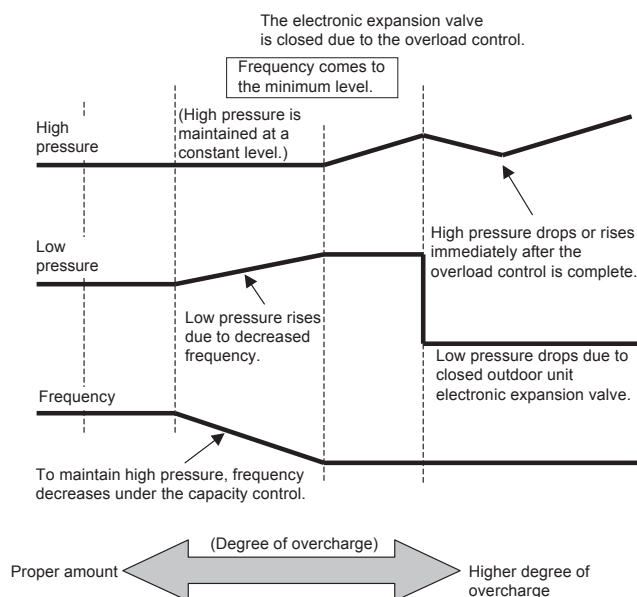 The electronic expansion valve
is closed due to the overload control.
Frequency comes to
the minimum level.
(High pressure is
maintained at a
constant level.)
High
pressure
High pressure drops or rises
immediately after the
overload control is complete.
Low
pressure
Low pressure rises
due to decreased
frequency.
Low pressure drops due to
closed outdoor unit
electronic expansion valve.
Frequency
To maintain high pressure, frequency
decreases under the capacity control.
(Degree of overcharge)
Proper amount
Higher degree of
overcharge